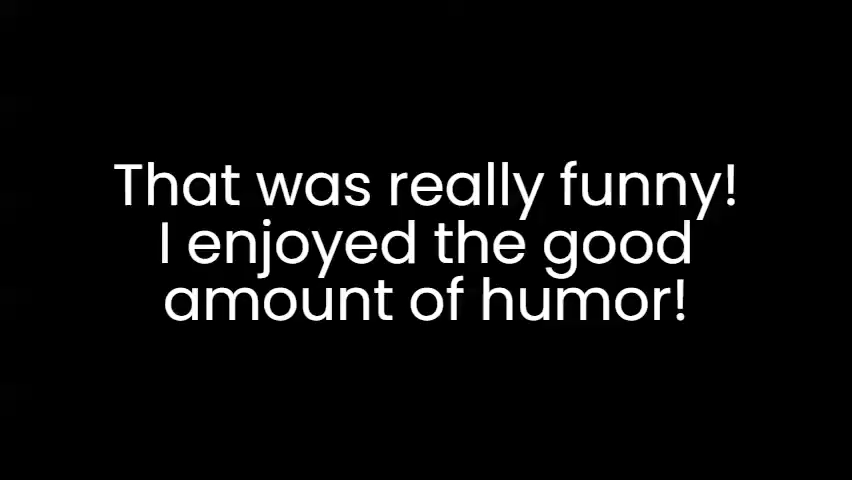 That was really funny!
I enjoyed the good
amount of humor!